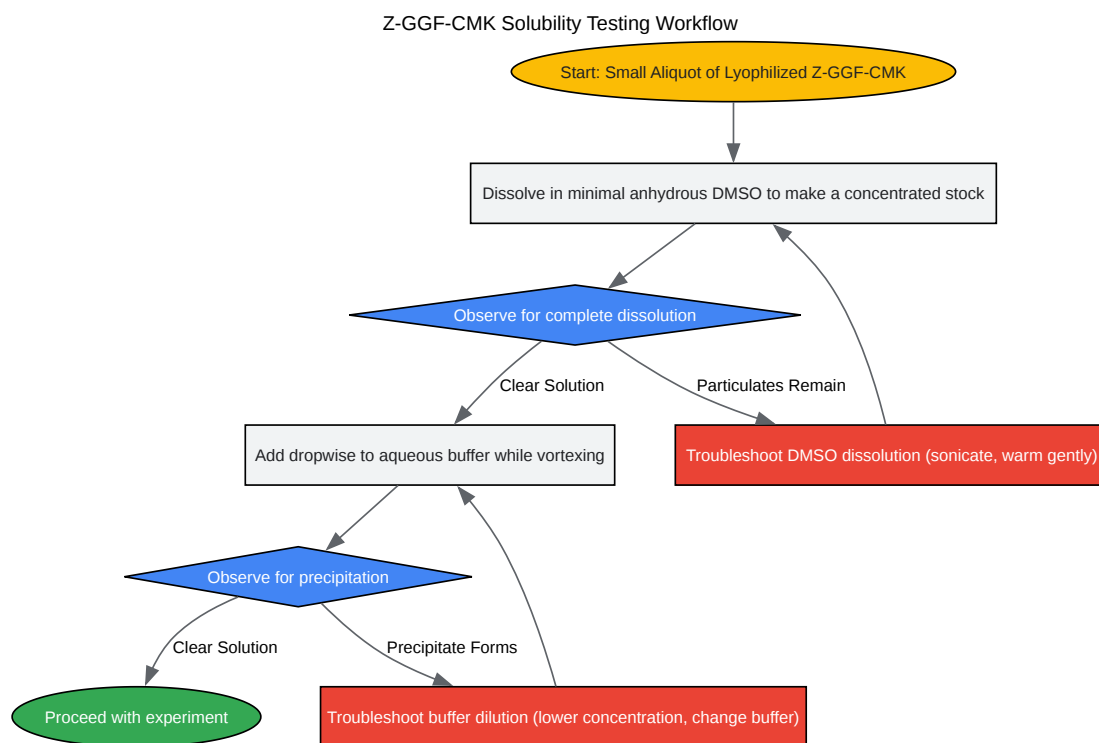 Z-GGF-CMK Solubility Testing Workflow
Start: Small Aliquot of Lyophilized Z-GGF-CMK
Dissolve in minimal anhydrous DMSO to make a concentrated stock
Observe for complete dissolution
Clear Solution
Particulates Remain
Add dropwise to aqueous buffer while vortexing
Troubleshoot DMSO dissolution (sonicate, warm gently)
Observe for precipitation
Clear Solution
Precipitate Forms
Proceed with experiment
Troubleshoot buffer dilution (lower concentration, change buffer)